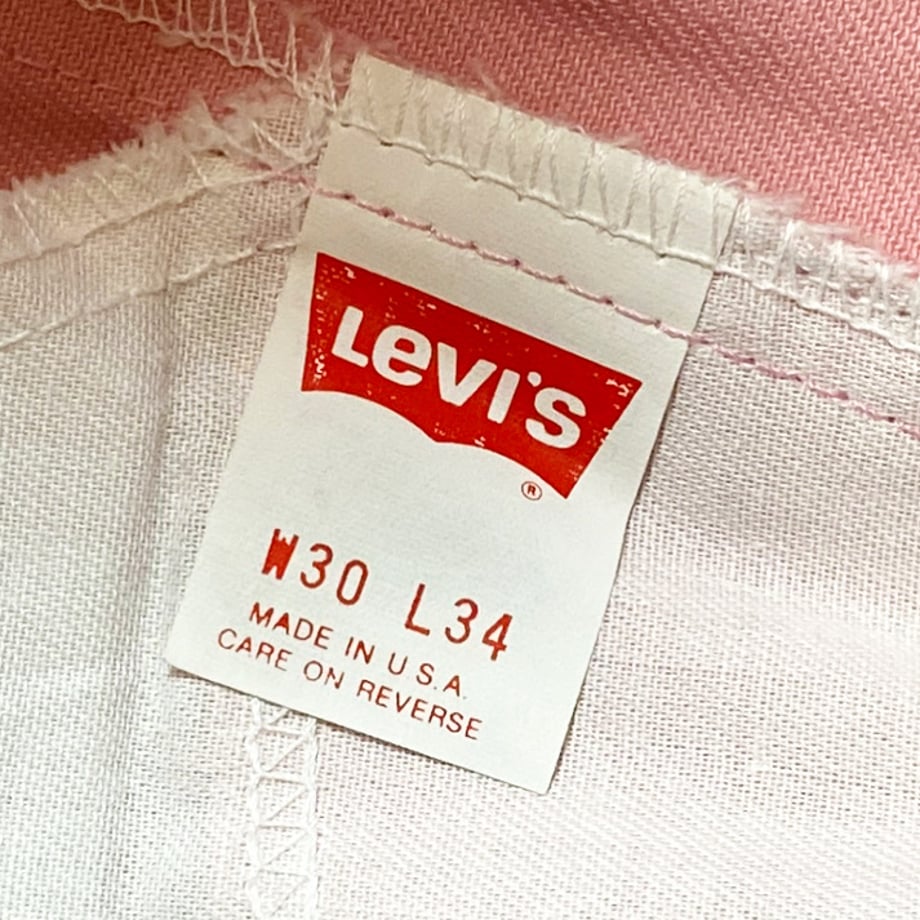 Levi's
®
W30 L34
MADE IN U.S.A.
CARE ON REVERSE